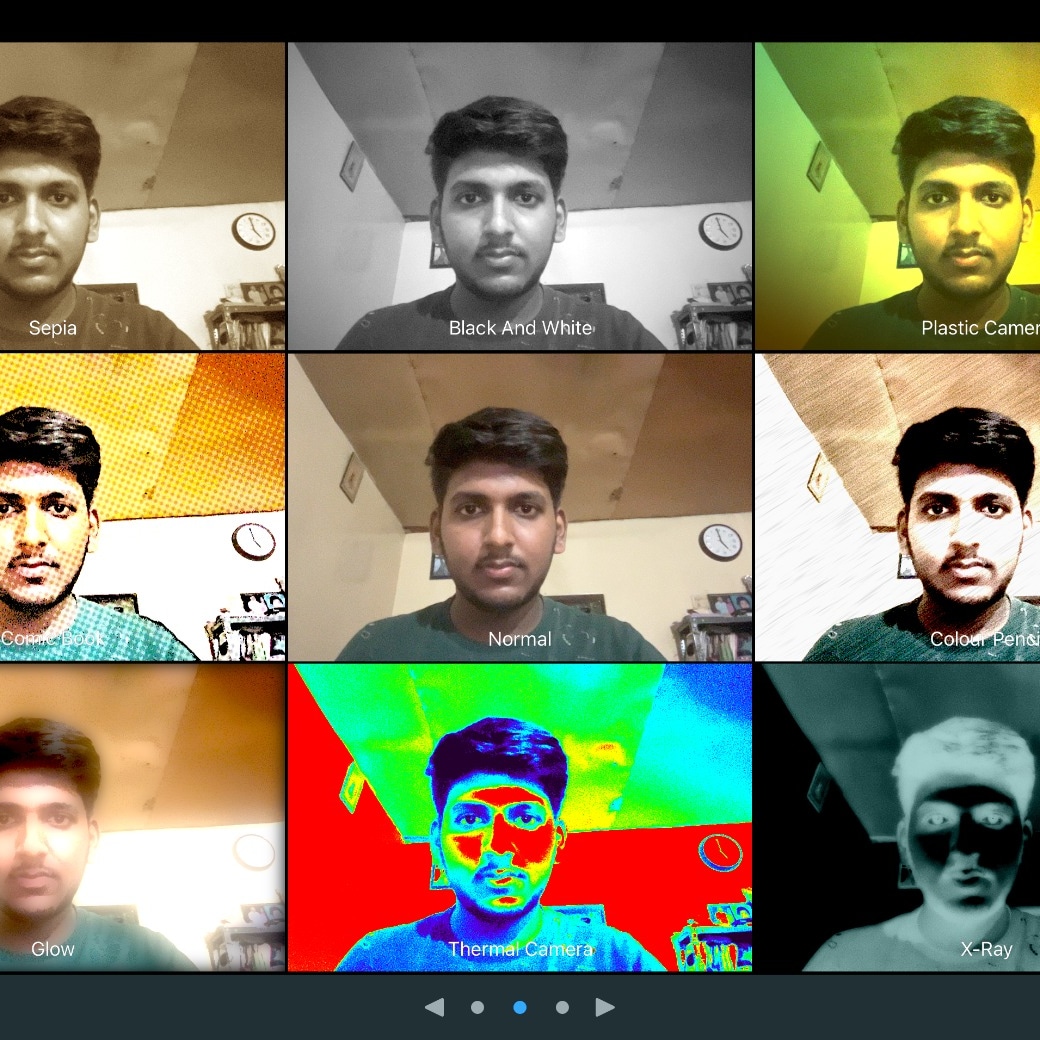 Sepia
Black And White
Plastic Camer
Comic Book
Normal
Colour Penci
Glow
Thermal Camera
X-Ray